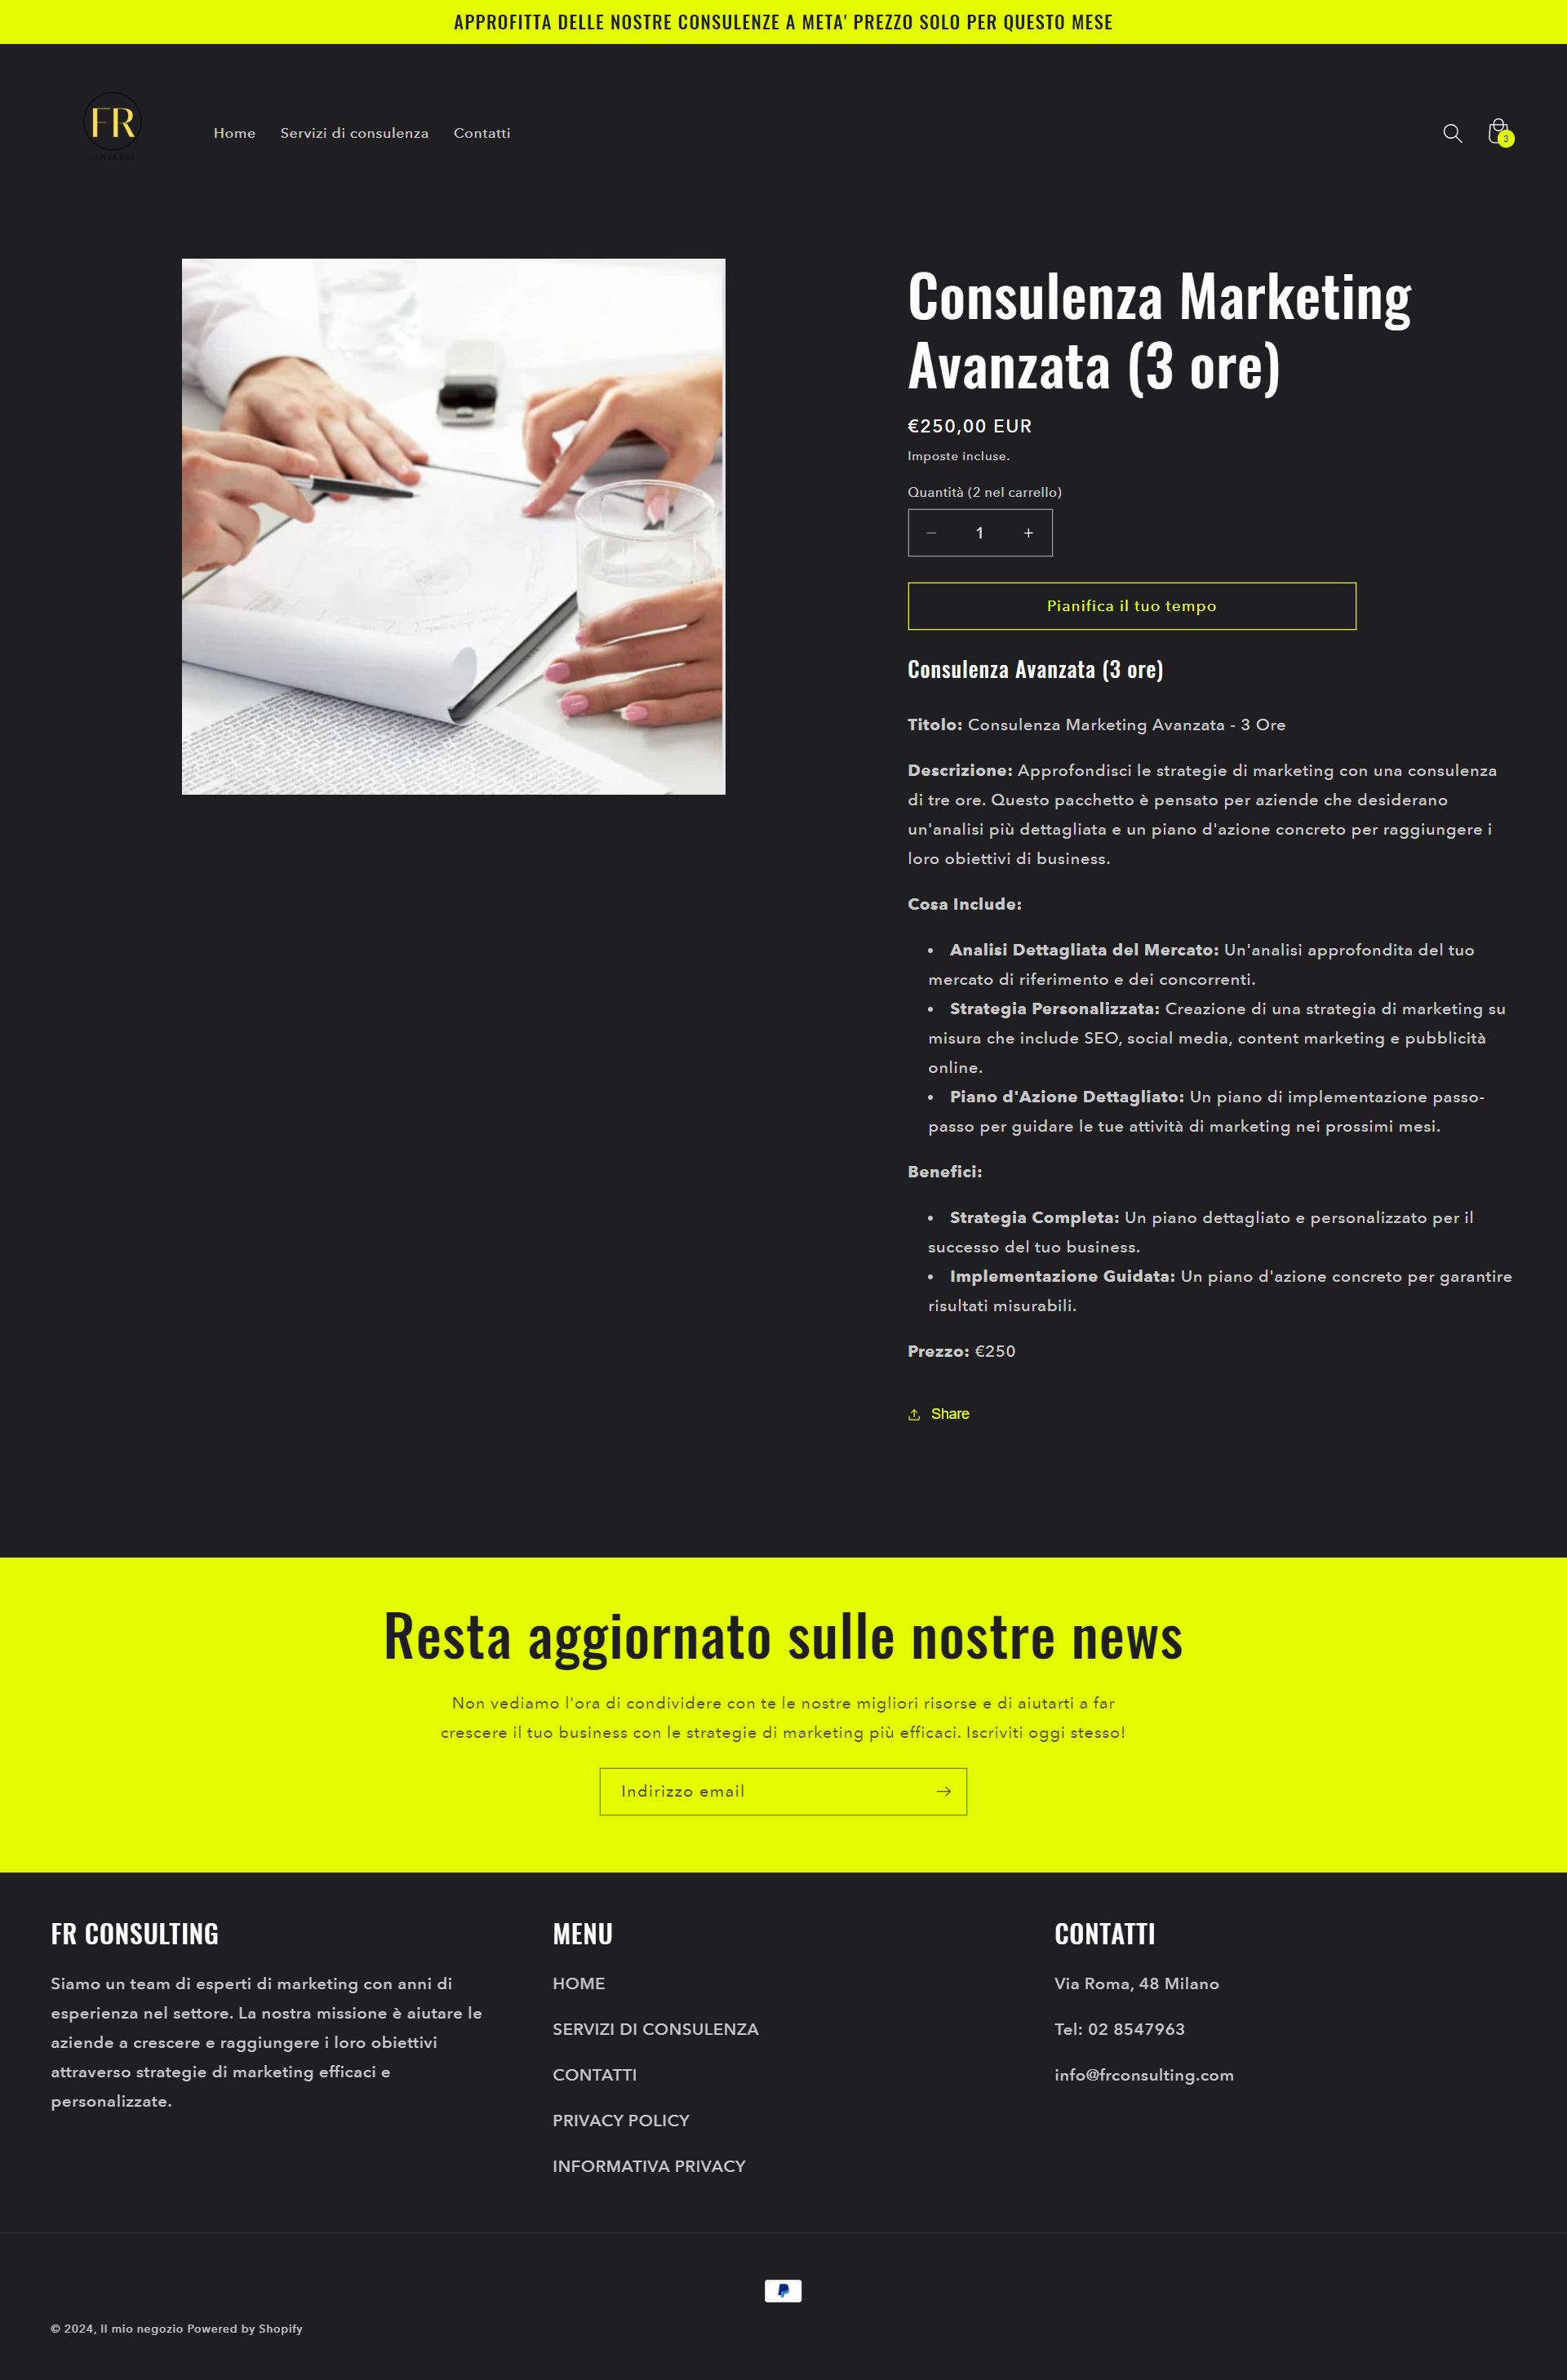 APPROFITTA DELLE NOSTRE CONSULENZE A META' PREZZO SOLO PER QUESTO MESE
FR
Home
Servizi di consulenza
Contatti
3
Consulenza Marketing
Avanzata (3 ore)
€250,00 EUR
Imposte incluse.
Quantità (2 nel carrello)
1
Pianifica il tuo tempo
Consulenza Avanzata (3 ore)
Titolo: Consulenza Marketing Avanzata - 3 Ore
Descrizione: Approfondisci le strategie di marketing con una consulenza
di tre ore. Questo pacchetto è pensato per aziende che desiderano
un'analisi più dettagliata e un piano d'azione concreto per raggiungere i
loro obiettivi di business.
Cosa Include:
• Analisi Dettagliata del Mercato: Un'analisi approfondita del tuo
mercato di riferimento e dei concorrenti.
• Strategia Personalizzata: Creazione di una strategia di marketing su
misura che include SEO, social media, content marketing e pubblicità
online.
• Piano d'Azione Dettagliato: Un piano di implementazione passo-
passo per guidare le tue attività di marketing nei prossimi mesi.
Benefici:
• Strategia Completa: Un piano dettagliato e personalizzato per il
successo del tuo business.
• Implementazione Guidata: Un piano d'azione concreto per garantire
risultati misurabili.
Prezzo: €250
Share
Resta aggiornato sulle nostre news
Non vediamo l'ora di condividere con te le nostre migliori risorse e di aiutarti a far
crescere il tuo business con le strategie di marketing più efficaci. Iscriviti oggi stesso!
Indirizzo email
FR CONSULTING
Siamo un team di esperti di marketing con anni di
esperienza nel settore. La nostra missione è aiutare le
aziende a crescere e raggiungere i loro obiettivi
attraverso strategie di marketing efficaci e
personalizzate.
MENU
HOME
SERVIZI DI CONSULENZA
CONTATTI
PRIVACY POLICY
INFORMATIVA PRIVACY
CONTATTI
Via Roma, 48 Milano
Tel: 02 8547963
info@frconsulting.com
© 2024, Il mio negozio Powered by Shopify